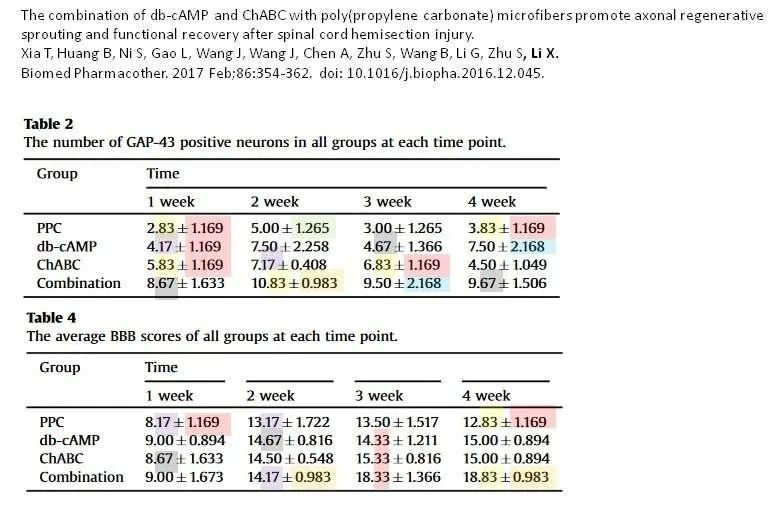 The combination of db-cAMP and ChABC with poly(propylene carbonate) microfibers promote axonal regenerative
sprouting and functional recovery after spinal cord hemisection injury.
Xia T, Huang B, Ni S, Gao L, Wang J, Wang J, Chen A, Zhu S, Wang B, Li G, Zhu S, Li X.
Biomed Pharmacother. 2017 Feb;86:354-362. doi: 10.1016/j.biopha.2016.12.045.
Table 2
The number of GAP-43 positive neurons in all groups at each time point.
Group Time
1 week 2 week 3 week 4 week
PPC 2.83 ± 1.169 5.00 ± 1.265 3.00 ± 1.265 3.83 ± 1.169
db-cAMP 4.17 ± 1.169 7.50 ± 2.258 4.67 ± 1.366 7.50 ± 2.168
ChABC 5.83 ± 1.169 7.17 ± 0.408 6.83 ± 1.169 4.50 ± 1.049
Combination 8.67 ± 1.633 10.83 ± 0.983 9.50 ± 2.168 9.67 ± 1.506
Table 4
The average BBB scores of all groups at each time point.
Group Time
1 week 2 week 3 week 4 week
PPC 8.17 ± 1.169 13.17 ± 1.722 13.50 ± 1.517 12.83 ± 1.169
db-cAMP 9.00 ± 0.894 14.67 ± 0.816 14.33 ± 1.211 15.00 ± 0.894
ChABC 8.67 ± 1.633 14.50 ± 0.548 15.33 ± 0.816 15.00 ± 0.894
Combination 9.00 ± 1.673 14.17 ± 0.983 18.33 ± 1.366 18.83 ± 0.983